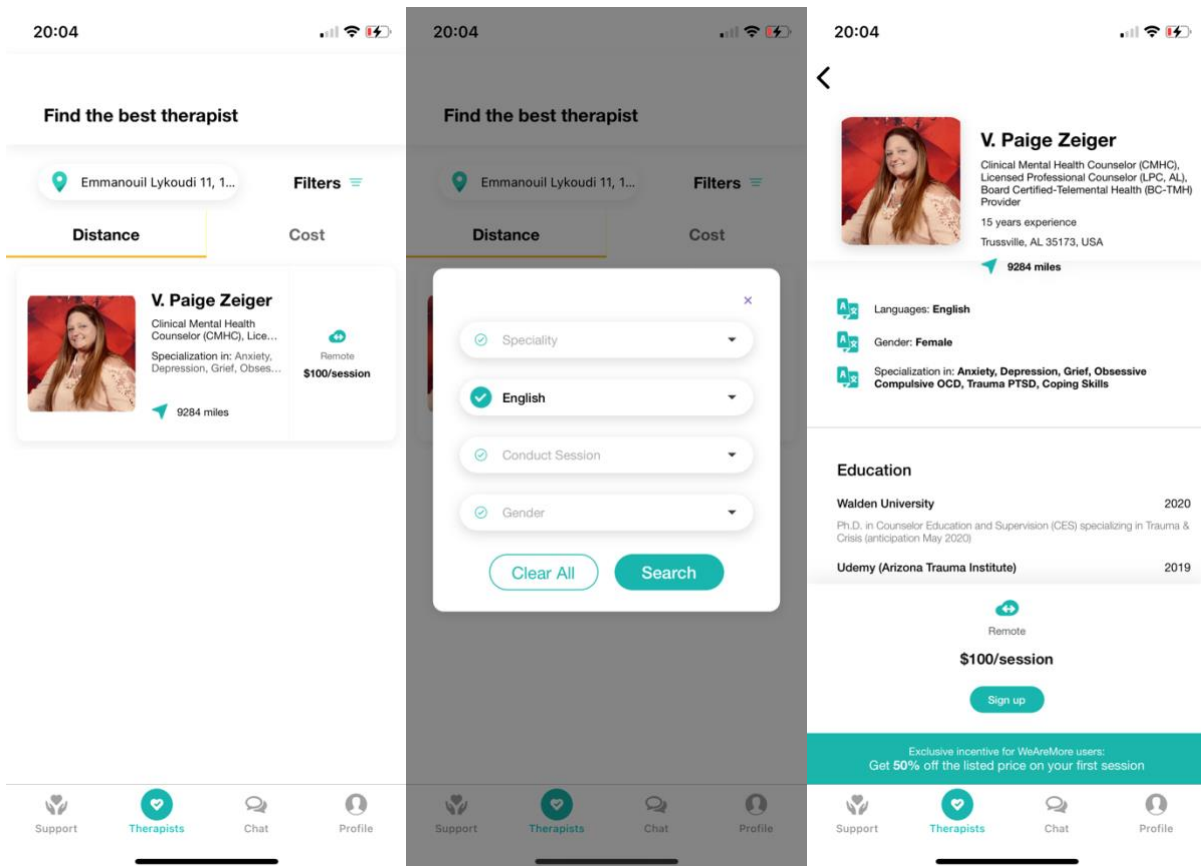 20:04
Find the best therapist
Emmanouil Lykoudi 11, 1...
Filters
Distance
Cost
V. Paige Zeiger
Clinical Mental Health
Counselor (CMHC), Lice...
Specialization in: Anxiety,
Depression, Grief, Obses...
9284 miles
Remote
$100/session
Support
Therapists
Chat
Profile
20:04
Find the best therapist
Emmanouil Lykoudi 11, 1...
Filters
Distance
Cost
×
Speciality
English
Conduct Session
Gender
Clear All
Search
Support
Therapists
Chat
Profile
20:04
V. Paige Zeiger
Clinical Mental Health Counselor (CMHC),
Licensed Professional Counselor (LPC, AL),
Board Certified-Telemental Health (BC-TMH)
Provider
15 years experience
Trussville, AL 35173, USA
9284 miles
Languages: English
Gender: Female
Specialization in: Anxiety, Depression, Grief, Obsessive
Compulsive OCD, Trauma PTSD, Coping Skills
Education
Walden University 2020
Ph.D. in Counselor Education and Supervision (CES) specializing in Trauma &
Crisis (anticipation May 2020)
Udemy (Arizona Trauma Institute) 2019
Remote
$100/session
Sign up
Exclusive incentive for WeAreMore users:
Get 50% off the listed price on your first session
Support
Therapists
Chat
Profile